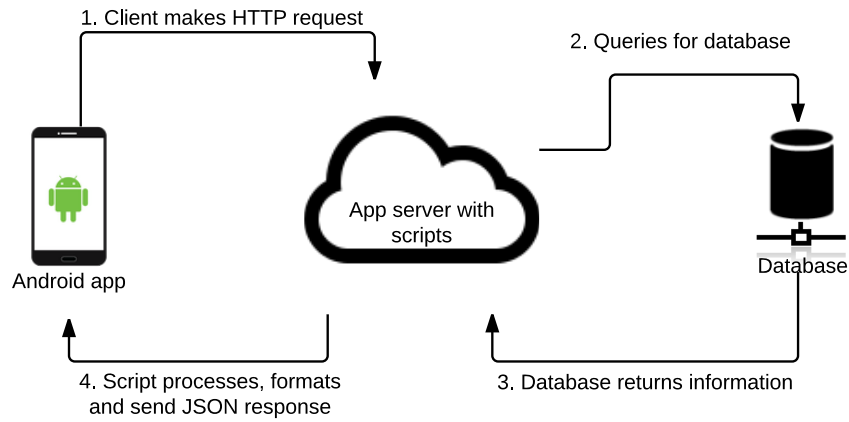 1. Client makes HTTP request
2. Queries for database
App server with
scripts
Android app
Database
4. Script processes, formats
and send JSON response
3. Database returns information